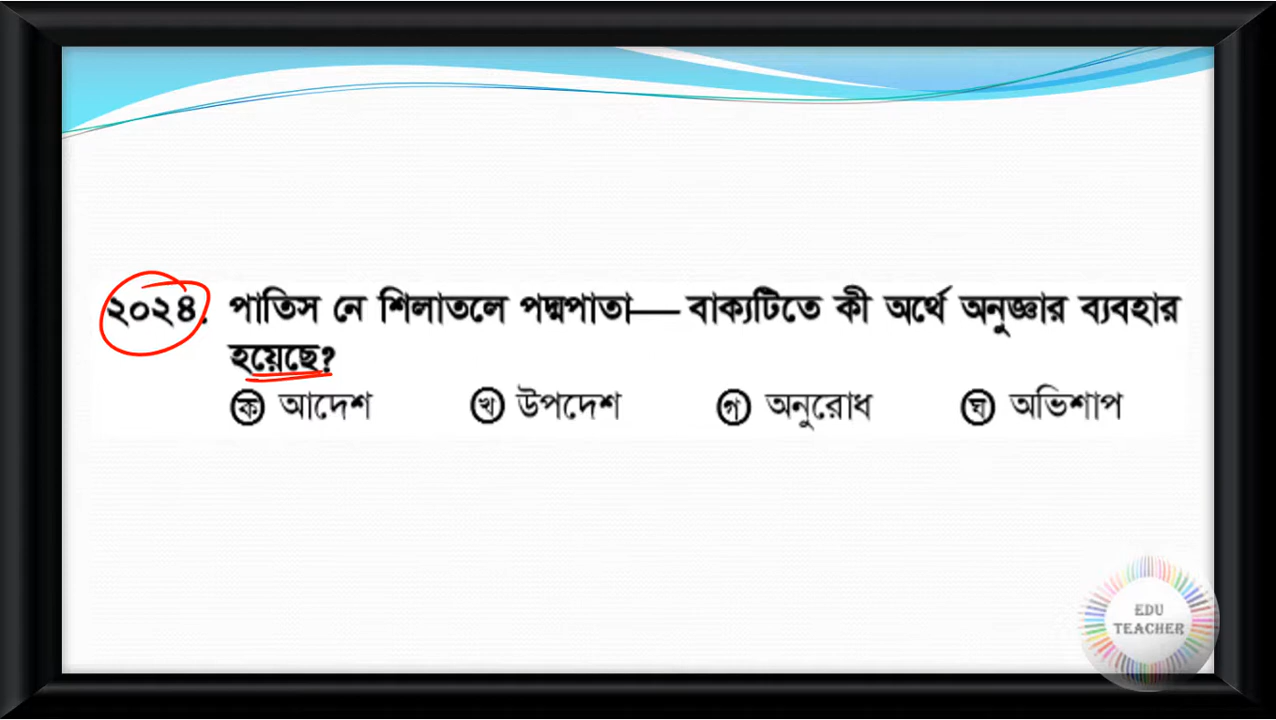 ২০২৪. পাতিস নে শিলাতলে পদ্মপাতা— বাক্যটিতে কী অর্থে অনুজ্ঞার ব্যবহার
হয়েছে?
ক আদেশ খ উপদেশ গ অনুরোধ ঘ অভিশাপ
EDU
TEACHER